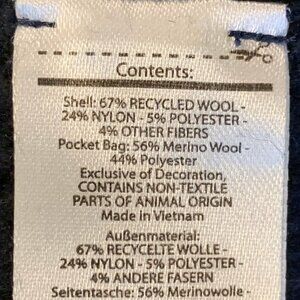 Contents:
Shell: 67% RECYCLED WOOL -
24% NYLON - 5% POLYESTER -
4% OTHER FIBERS
Pocket Bag: 56% Merino Wool -
44% Polyester
Exclusive of Decoration,
CONTAINS NON-TEXTILE
PARTS OF ANIMAL ORIGIN
Made in Vietnam
Außenmaterial:
67% RECYCELTE WOLLE -
24% NYLON - 5% POLYESTER -
4% ANDERE FASERN
Seitentasche: 56% Merinowolle -